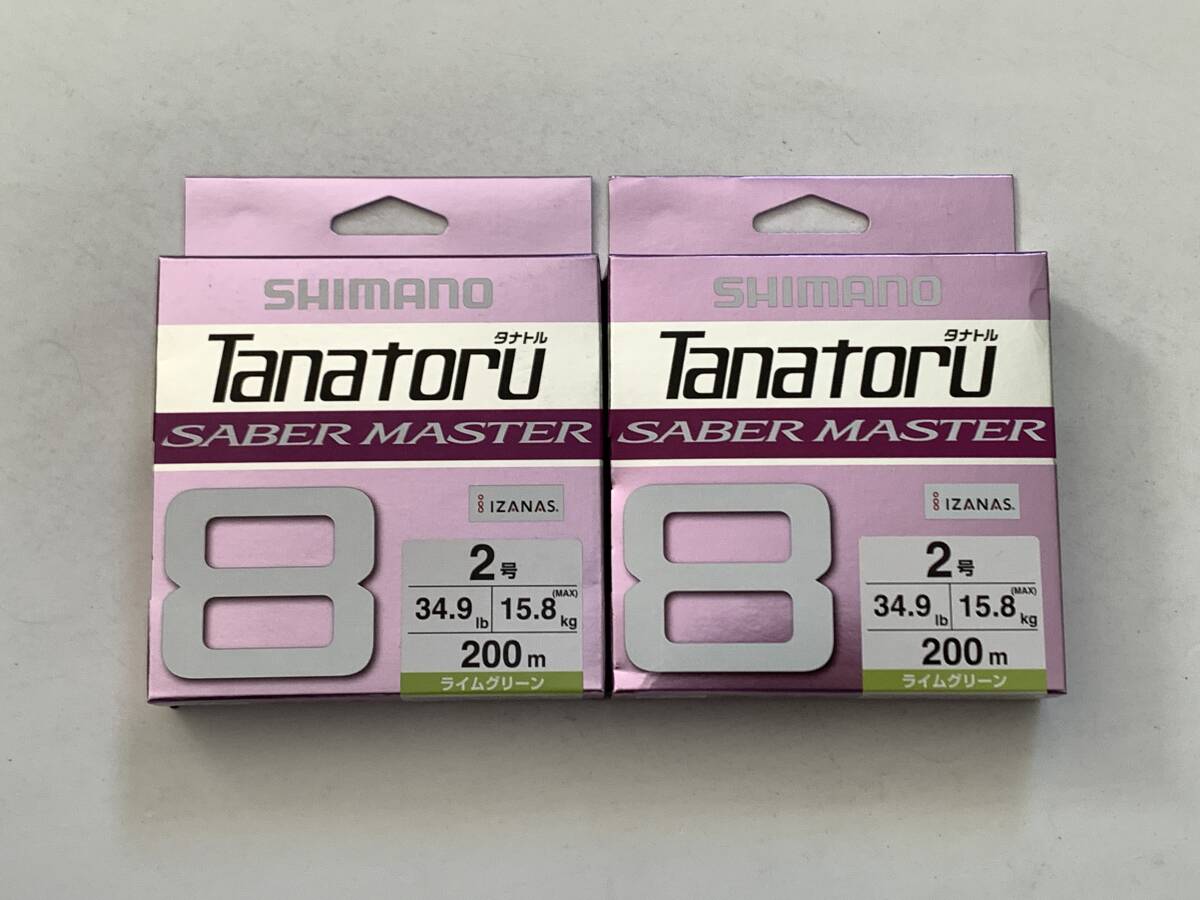 SHIMANO
タナトル
Tanatoru
SABER MASTER
8
IZANAS.
2号
34.9 lb 15.8 (MAX) kg
200 m
ライムグリーン
SHIMANO
タナトル
Tanatoru
SABER MASTER
8
IZANAS.
2号
34.9 lb 15.8 (MAX) kg
200 m
ライムグリーン